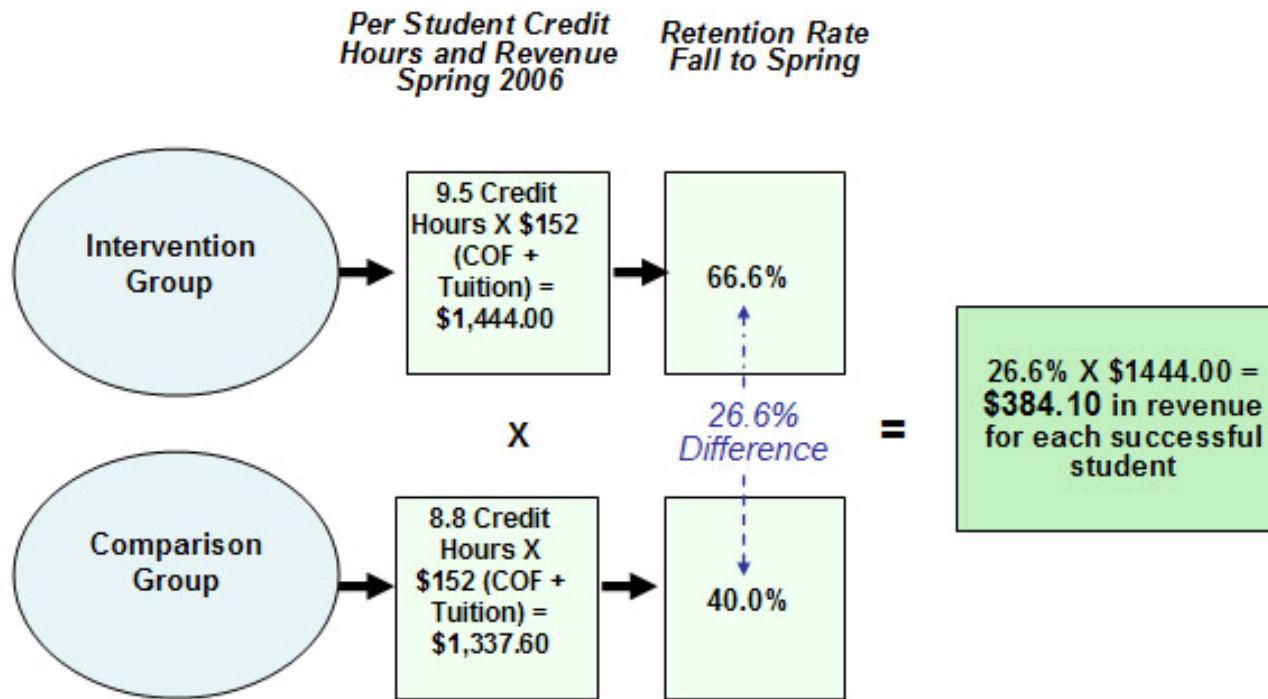 Per Student Credit
Hours and Revenue
Spring 2006
Retention Rate
Fall to Spring
Intervention
Group
9.5 Credit
Hours X $152
(COF +
Tuition) =
$1,444.00
66.6%
X
26.6%
Difference
=
26.6% X $1444.00 =
$384.10 in revenue
for each successful
student
Comparison
Group
8.8 Credit
Hours X
$152 (COF +
Tuition) =
$1,337.60
40.0%